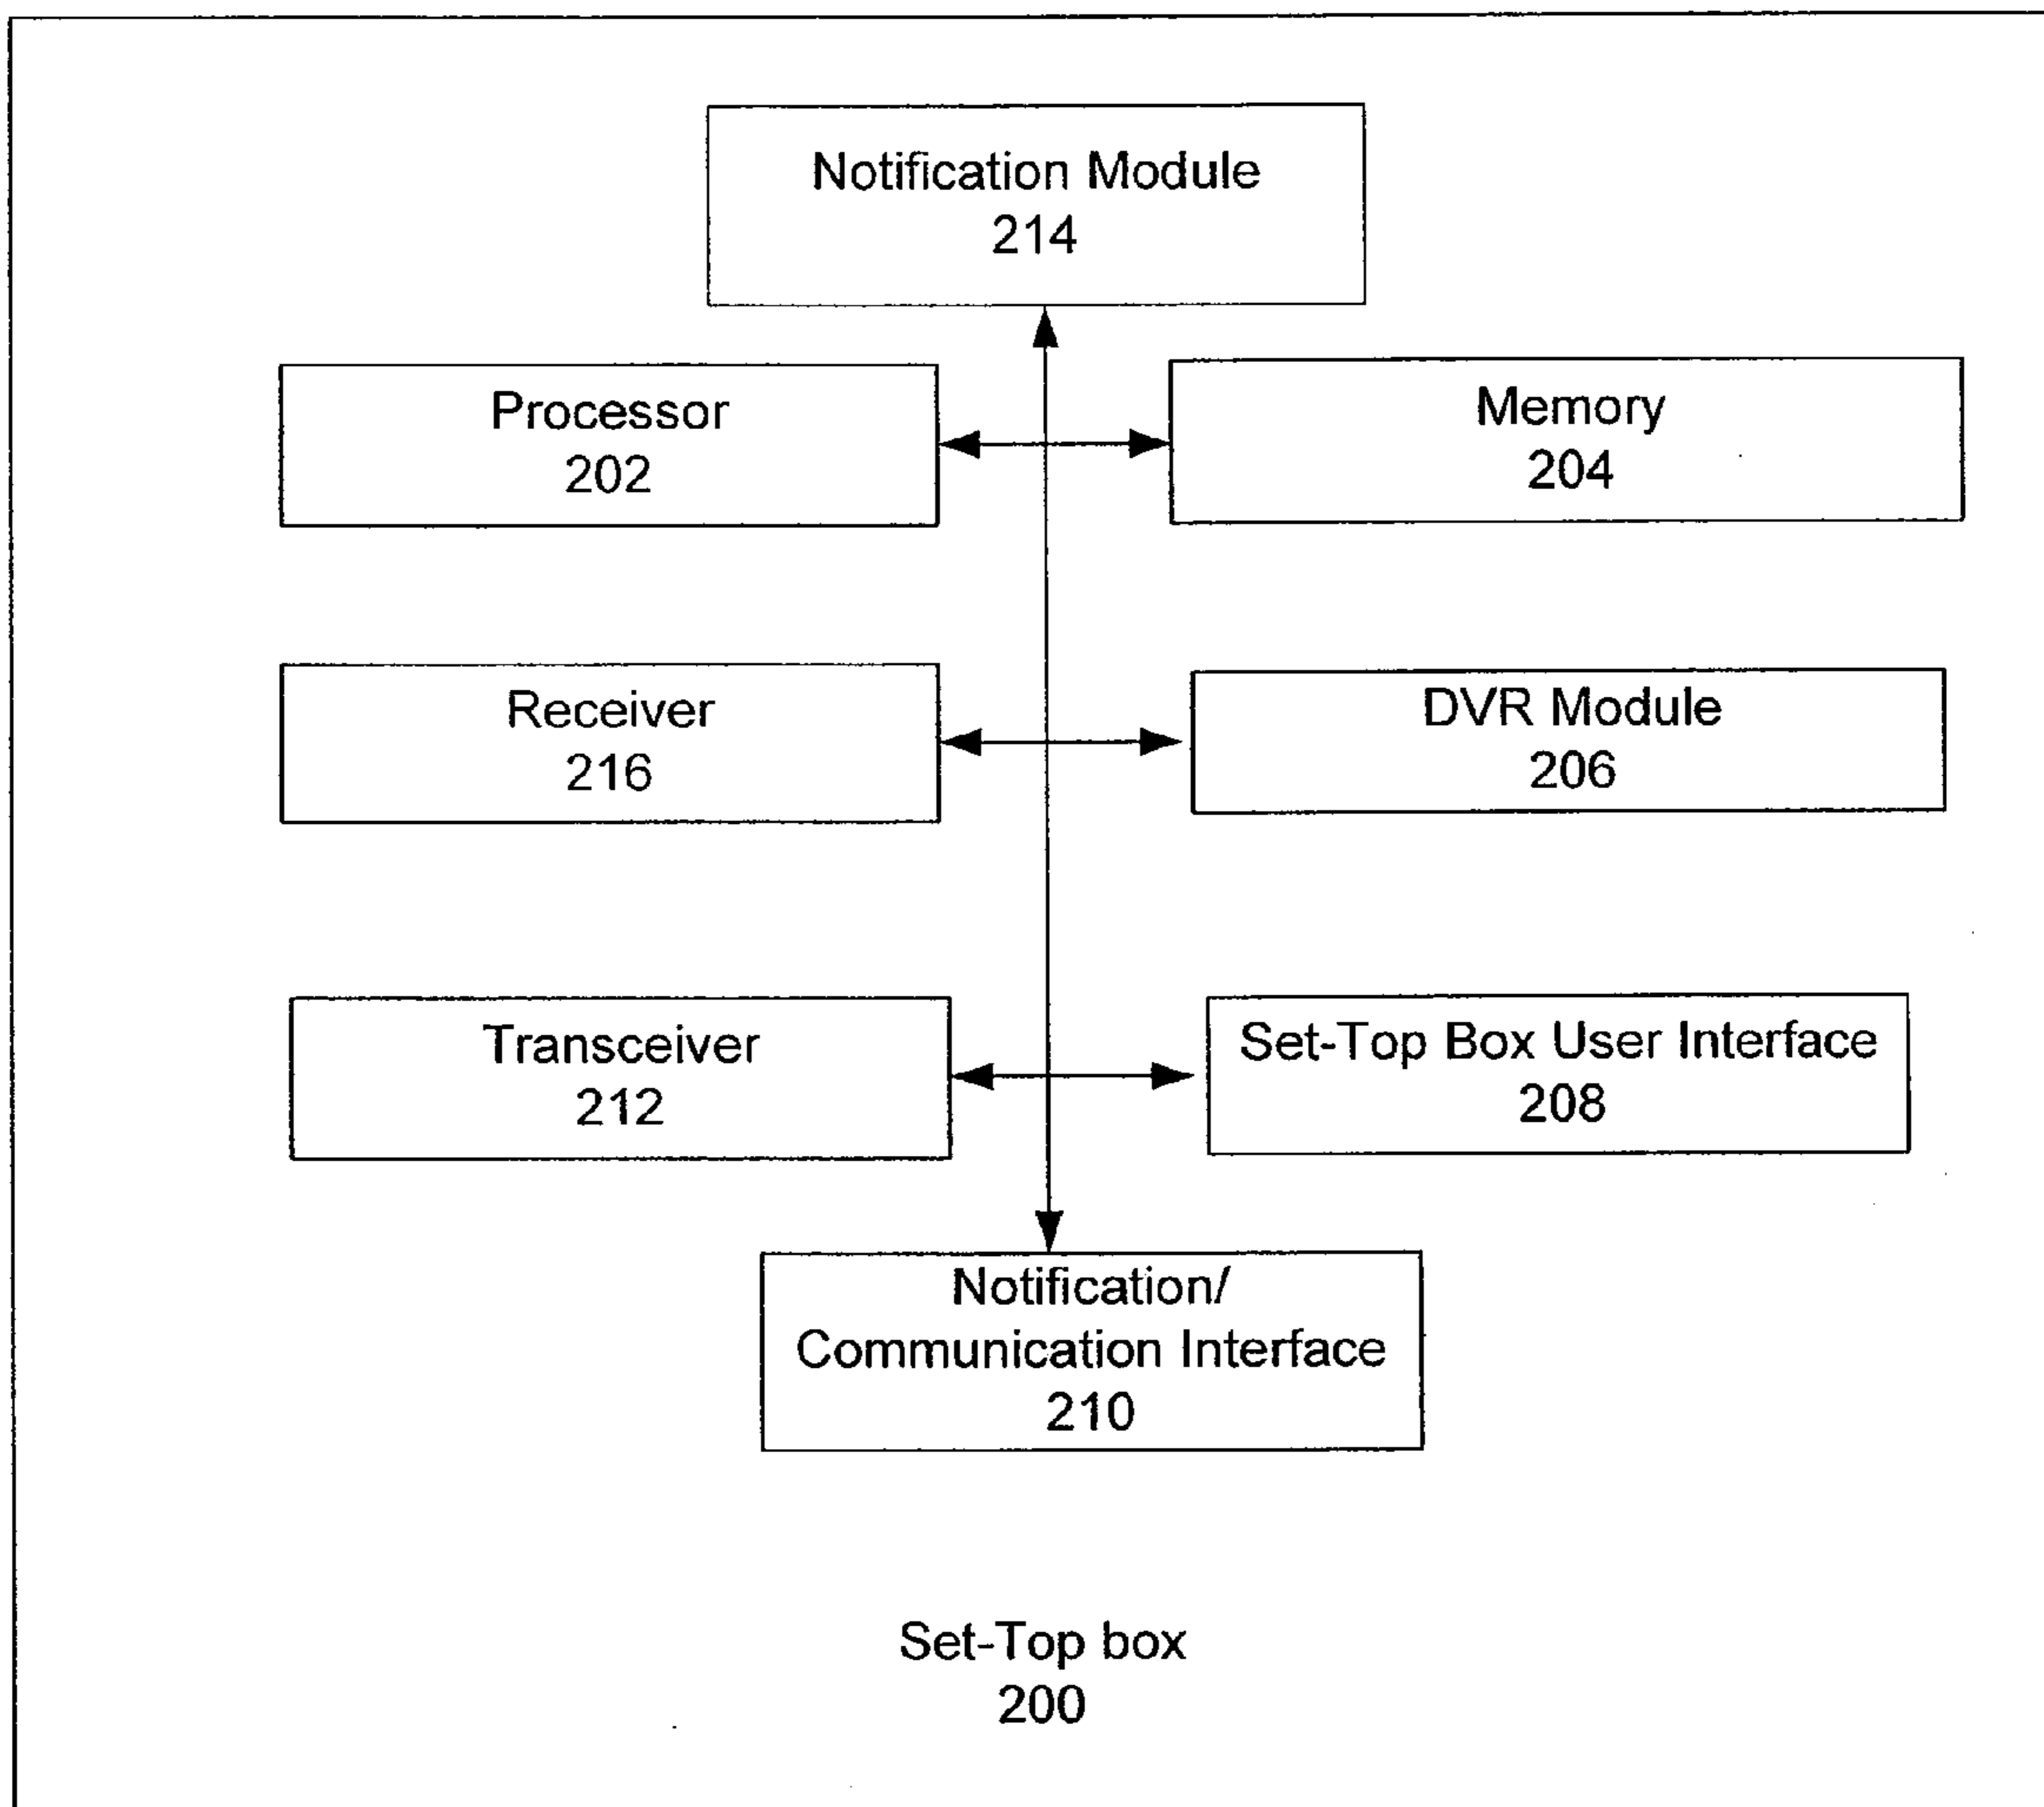 Notification Module
214
Processor
202
Memory
204
Receiver
216
DVR Module
206
Transceiver
212
Set-Top Box User Interface
208
Notification/
Communication Interface
210
Set-Top box
200